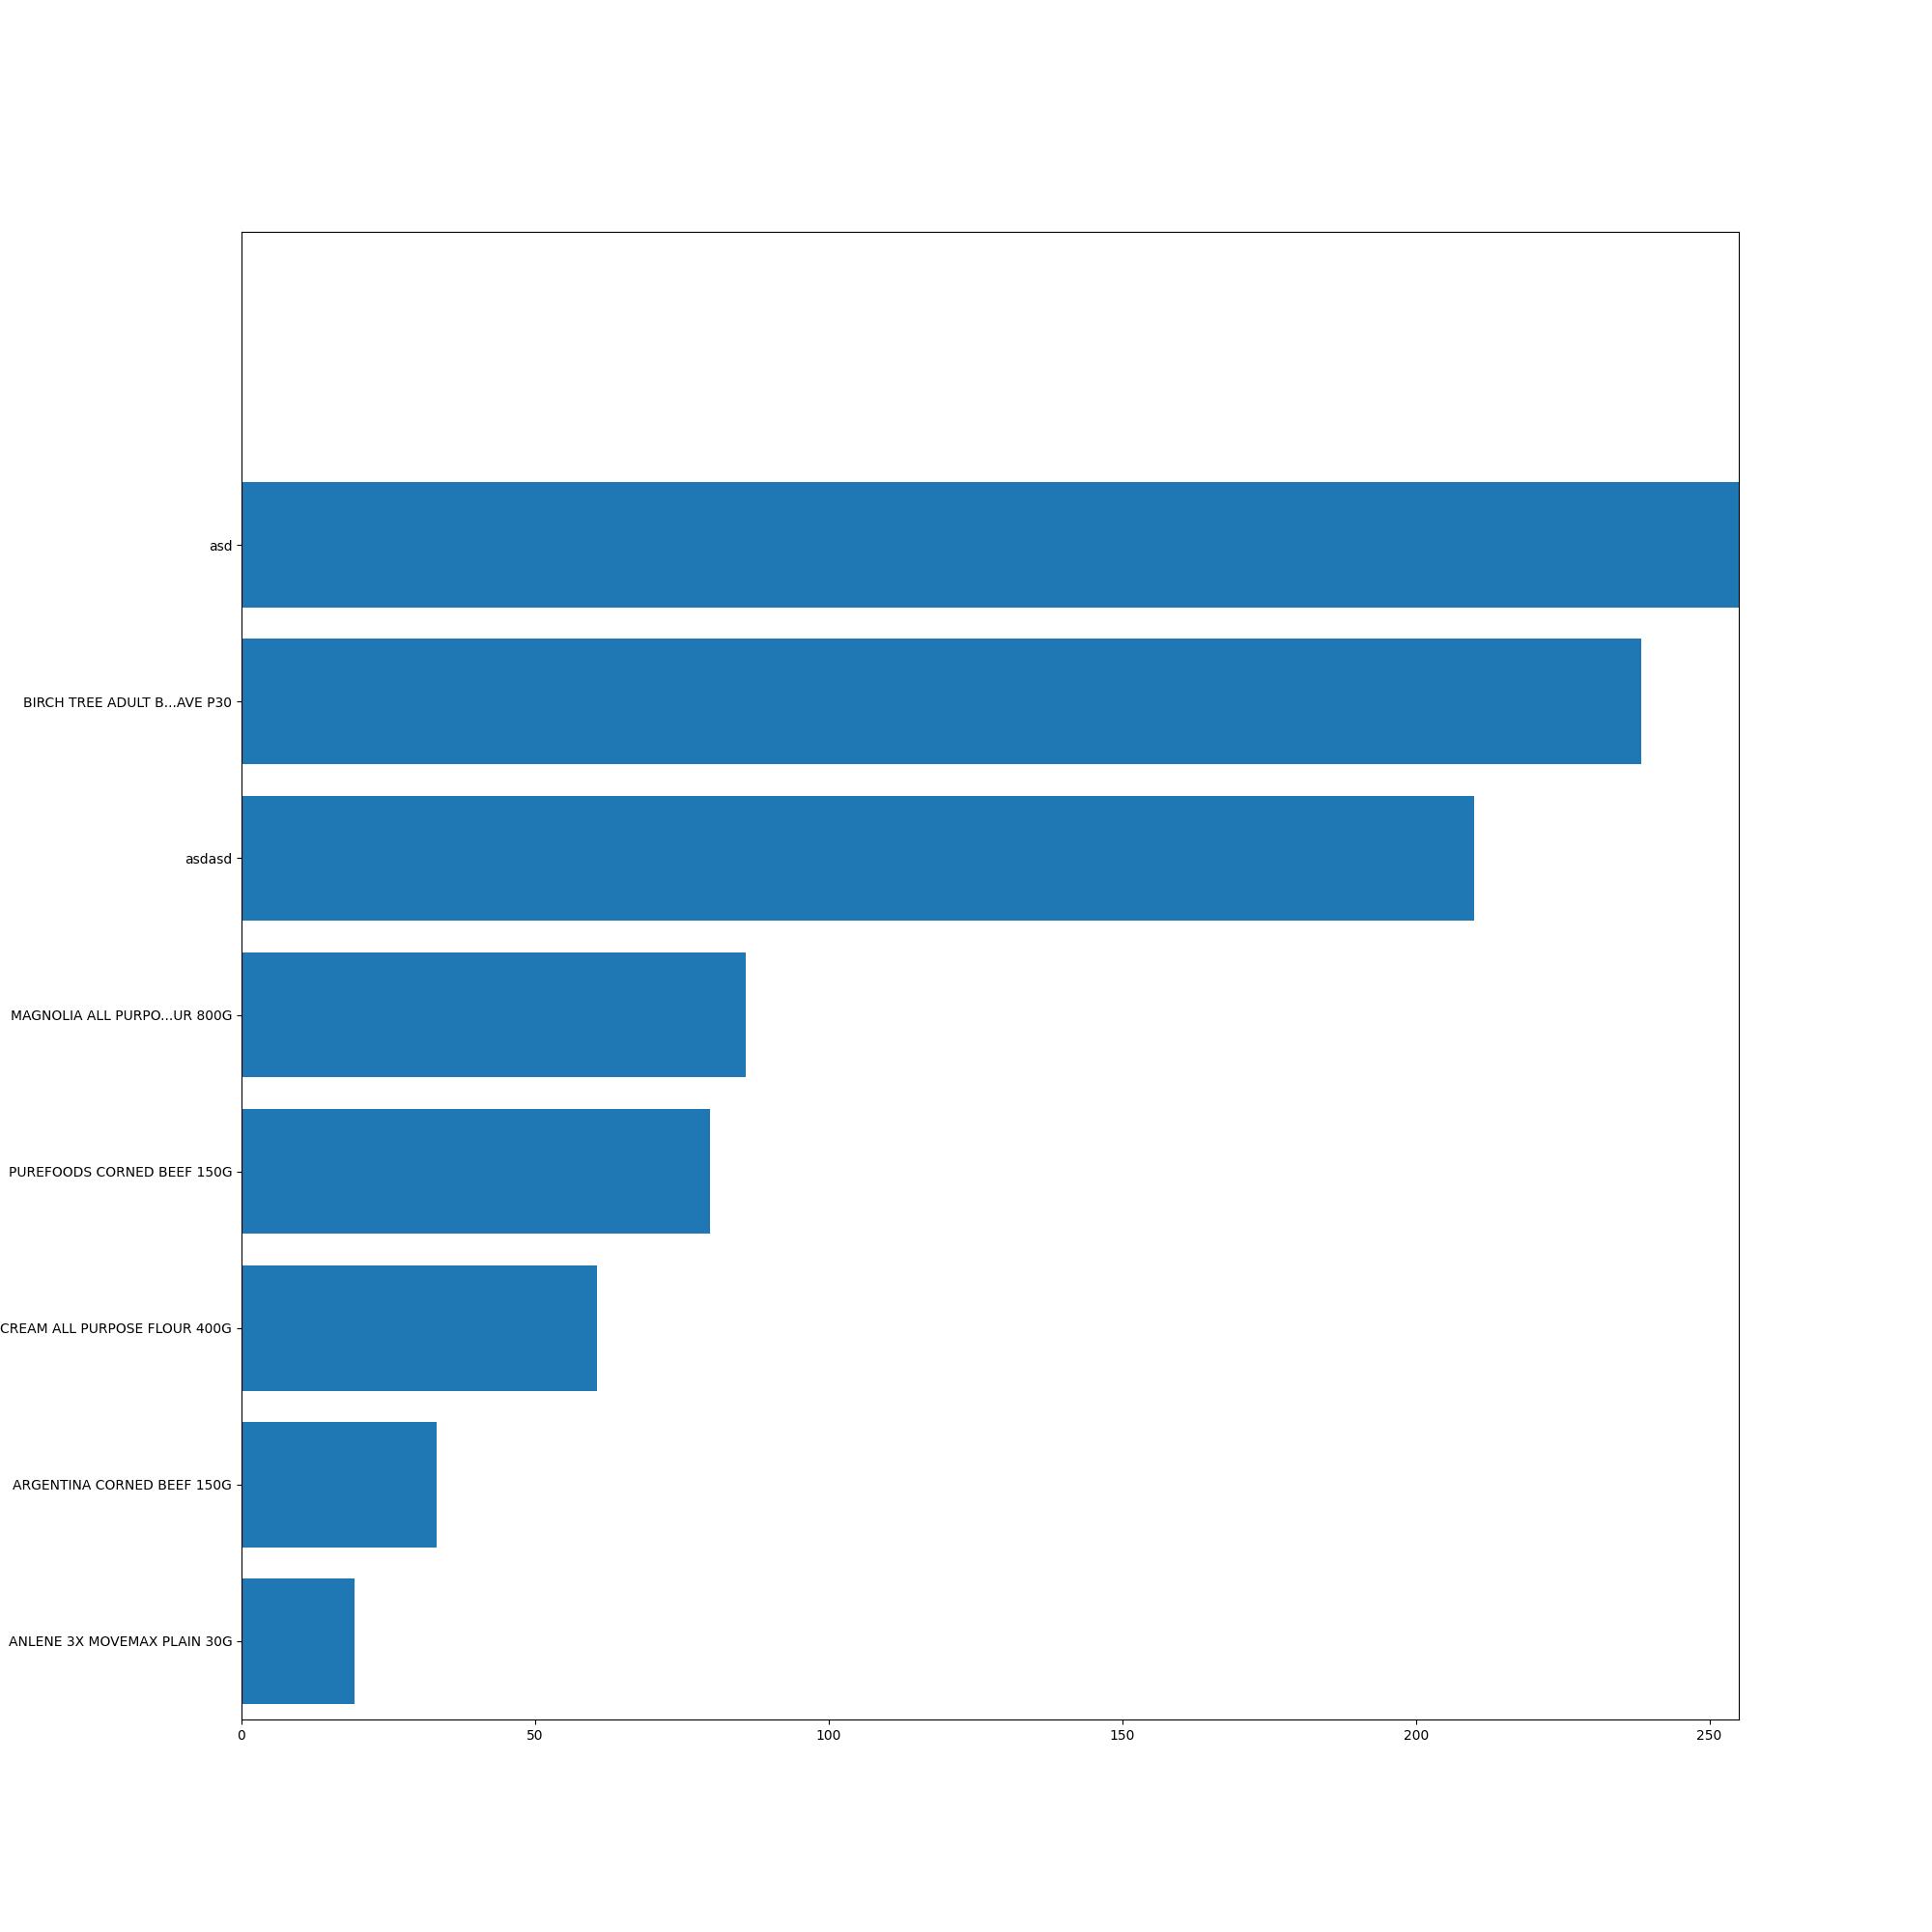 asd
BIRCH TREE ADULT B...AVE P30
asdasd
MAGNOLIA ALL PURPO...UR 800G
PUREFOODS CORNED BEEF 150G
CREAM ALL PURPOSE FLOUR 400G
ARGENTINA CORNED BEEF 150G
ANLENE 3X MOVEMAX PLAIN 30G
0 50 100 150 200 250